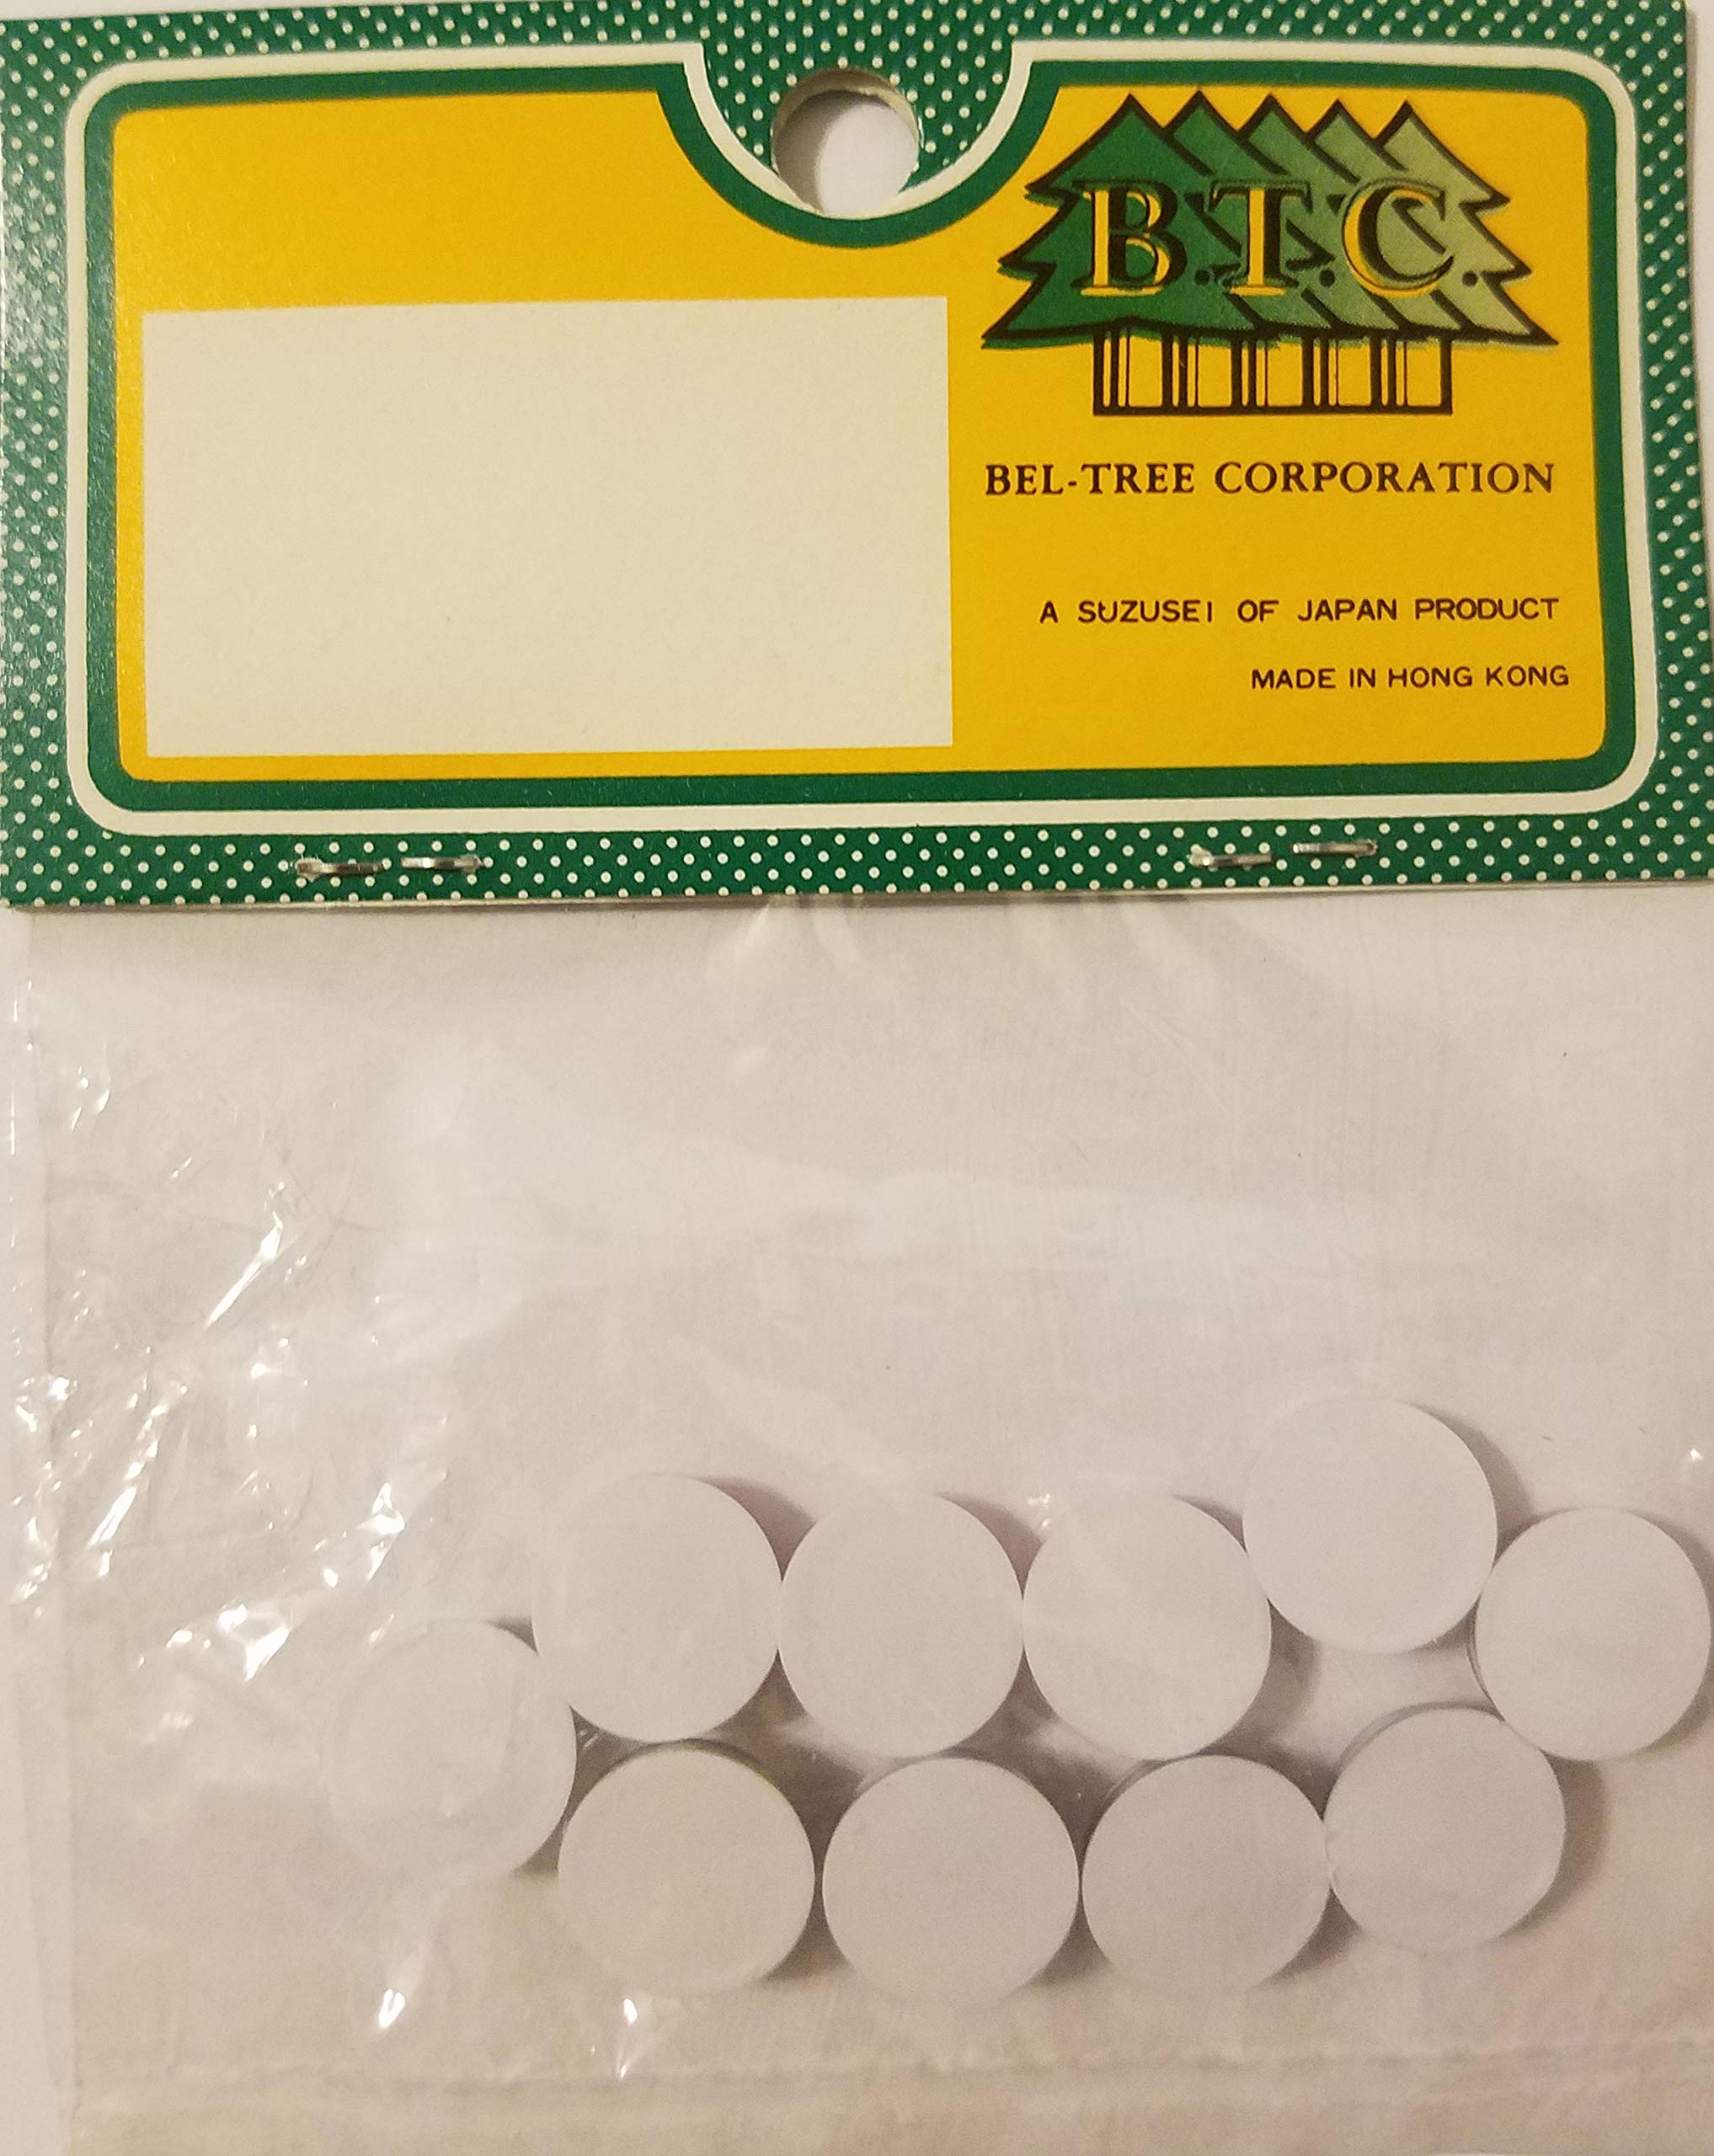 B.T.C.
BEL-TREE CORPORATION
A SUZUSEI OF JAPAN PRODUCT
MADE IN HONG KONG